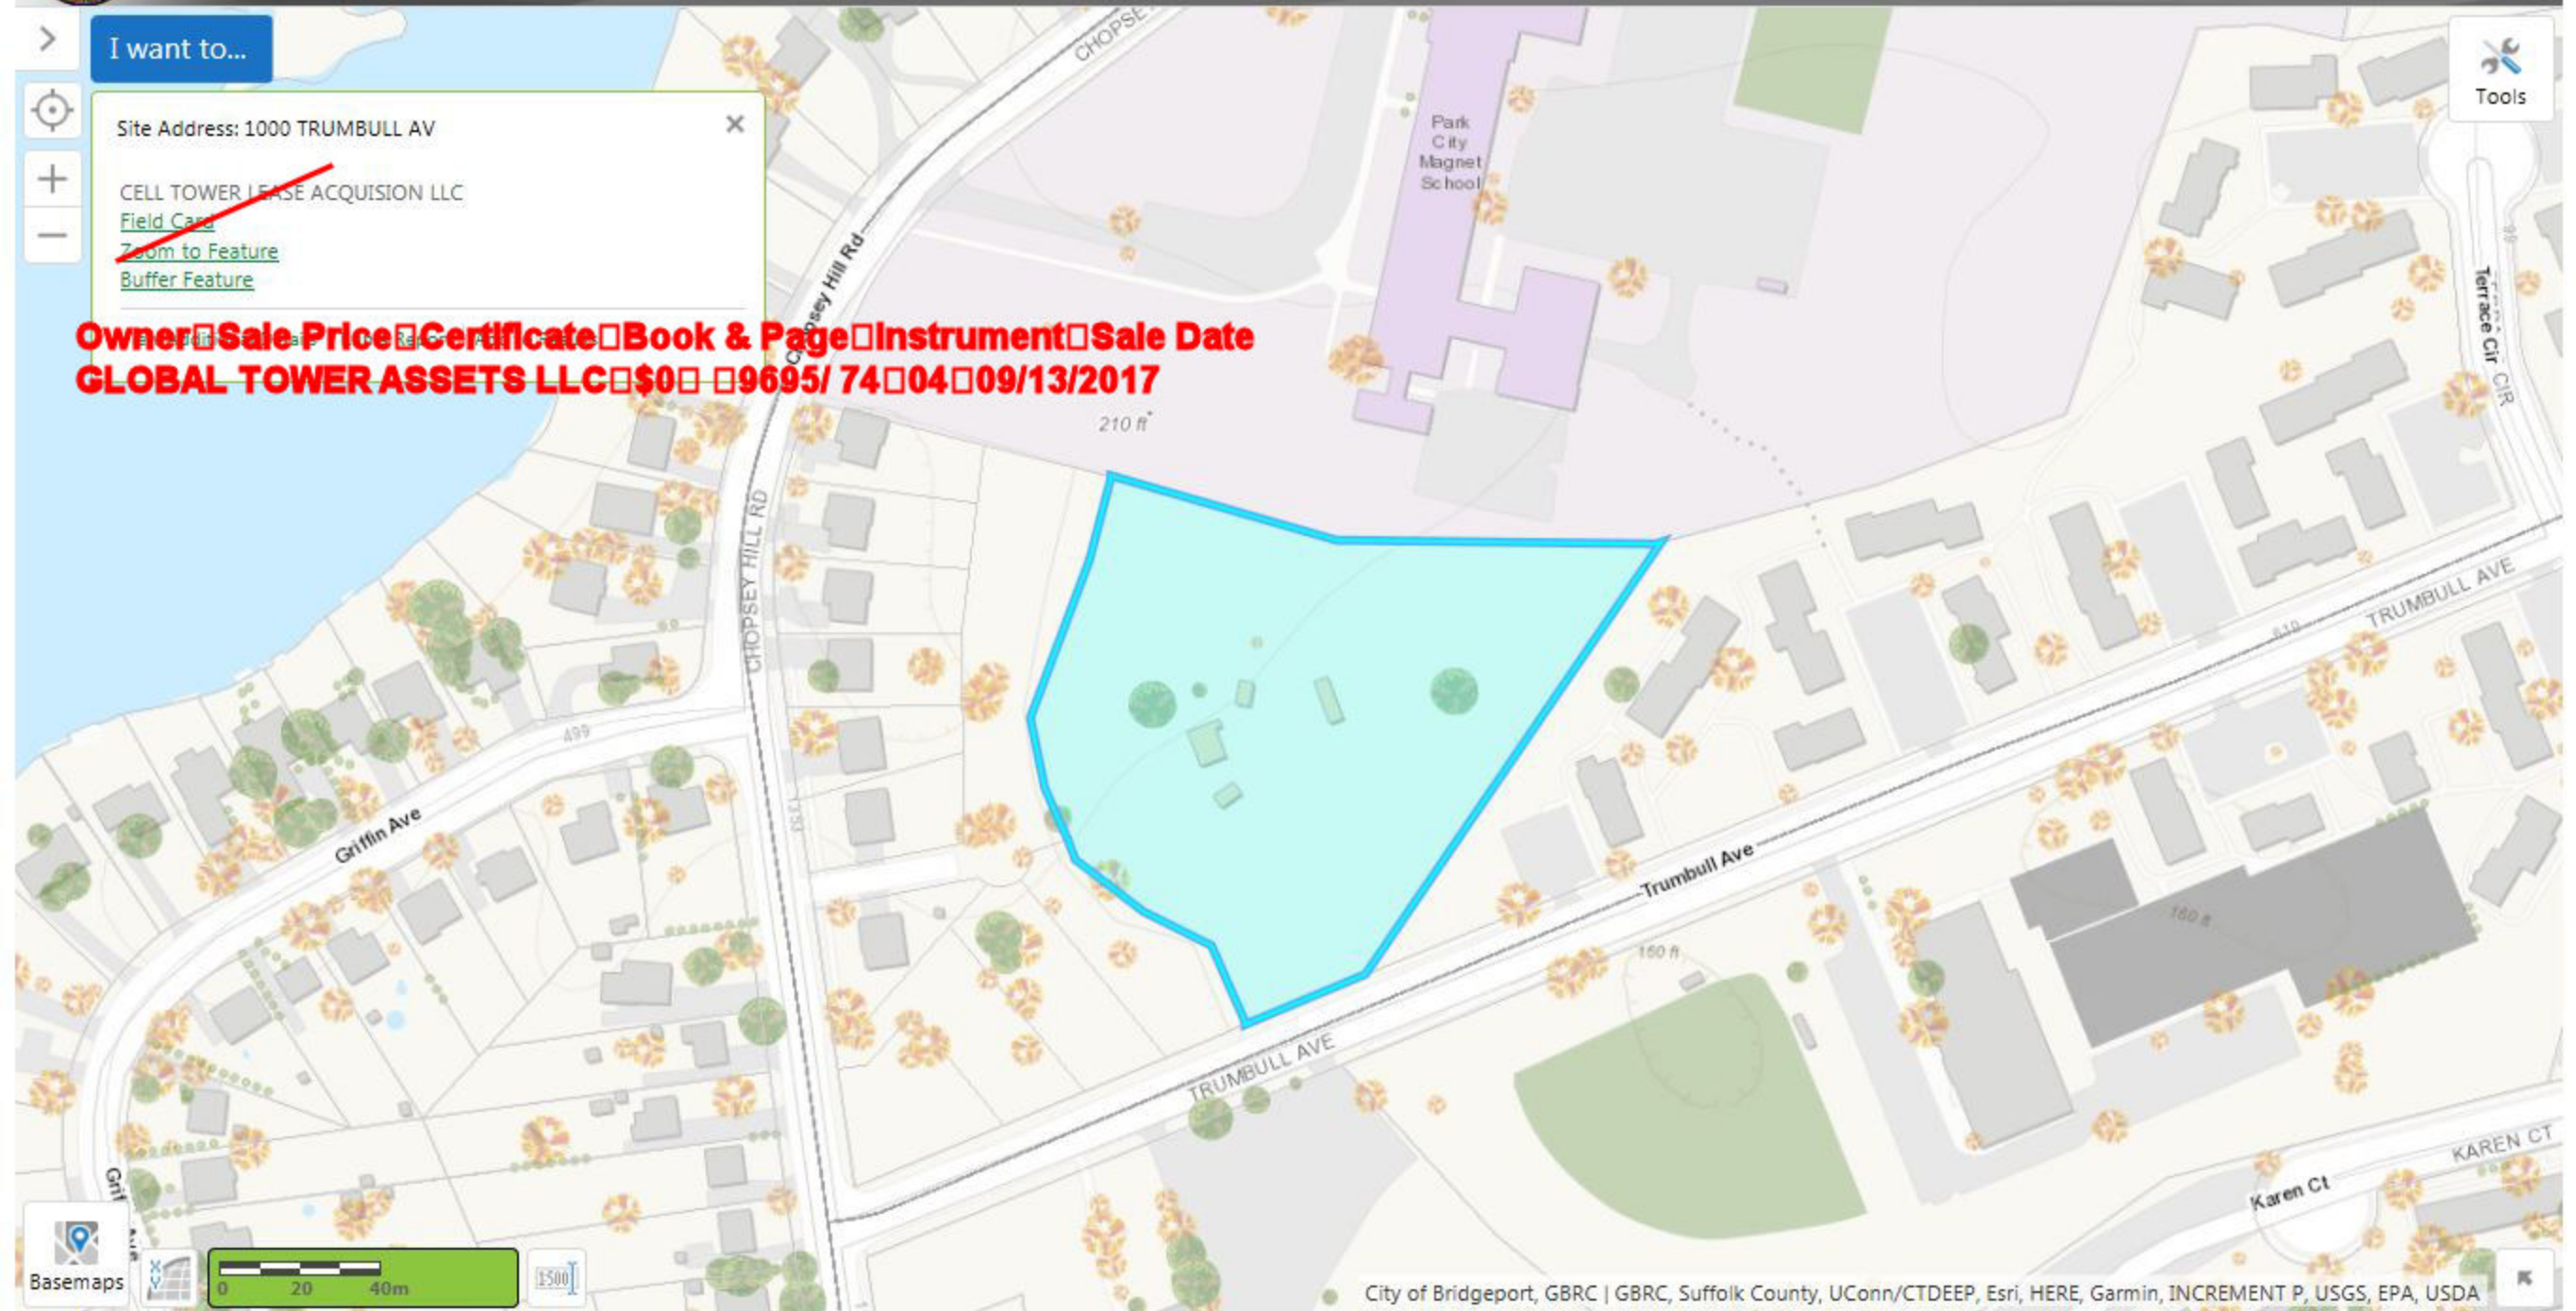 I want to...
Tools
Site Address: 1000 TRUMBULL AV
CELL TOWER LEASE ACQUISION LLC
Field Card
Zoom to Feature
Buffer Feature
Owner□Sale Price□Certificate□Book & Page□Instrument□Sale Date
GLOBAL TOWER ASSETS LLC□$0□ □9695/ 74□04□09/13/2017
Park
City
Magnet
School
Chopsey Hill Rd
CHOPSEY HILL RD
210 ft
Terrace Cir
CIR
TRUMBULL AVE
499
Griffin Ave
Trumbull Ave
160 ft
160 ft
TRUMBULL AVE
KAREN CT
Karen Ct
Basemaps
0 20 40m
City of Bridgeport, GBRC | GBRC, Suffolk County, UConn/CTDEEP, Esri, HERE, Garmin, INCREMENT P, USGS, EPA, USDA